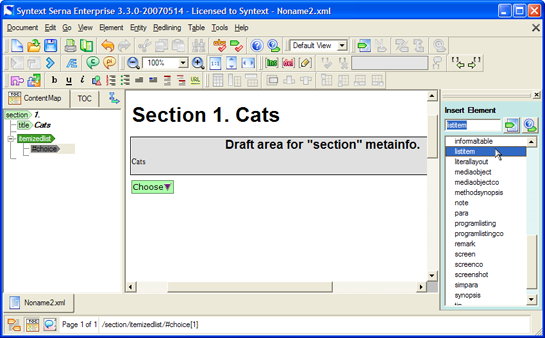 Syntext Serna Enterprise 3.3.0-20070514 - Licensed to Syntext - Noname2.xml
Document Edit Go View Element Entity Redlining Table Tools Help
Default View
100%
b u i
URL
ContentMap TOC
section 1.
title Cats
itemizedlist
#choice
Section 1. Cats
Draft area for "section" metainfo.
Cats
Choose
Insert Element
listitem
informaltable
listitem
literallayout
mediaobject
mediaobjectco
methodsynopsis
note
para
programlisting
programlistingco
remark
screen
screenco
screenshot
simpara
synopsis
tip
Noname2.xml
Page 1 of 1 /section/itemizedlist/#choice[1]